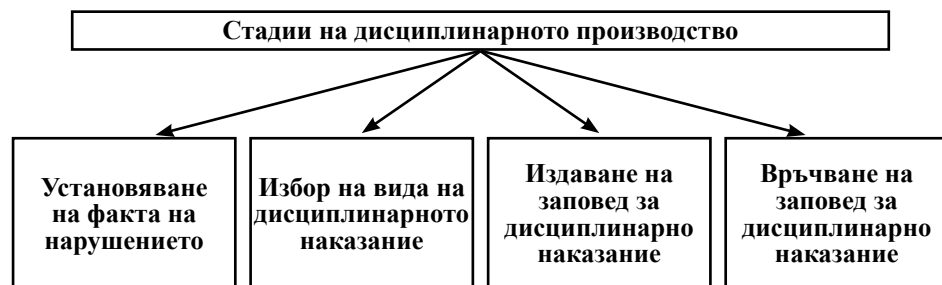 Стадии на дисциплинарното производство
Установяване
на факта на
нарушението
Избор на вида на
дисциплинарното
наказание
Издаване на
заповед за
дисциплинарно
наказание
Връчване на
заповед за
дисциплинарно
наказание